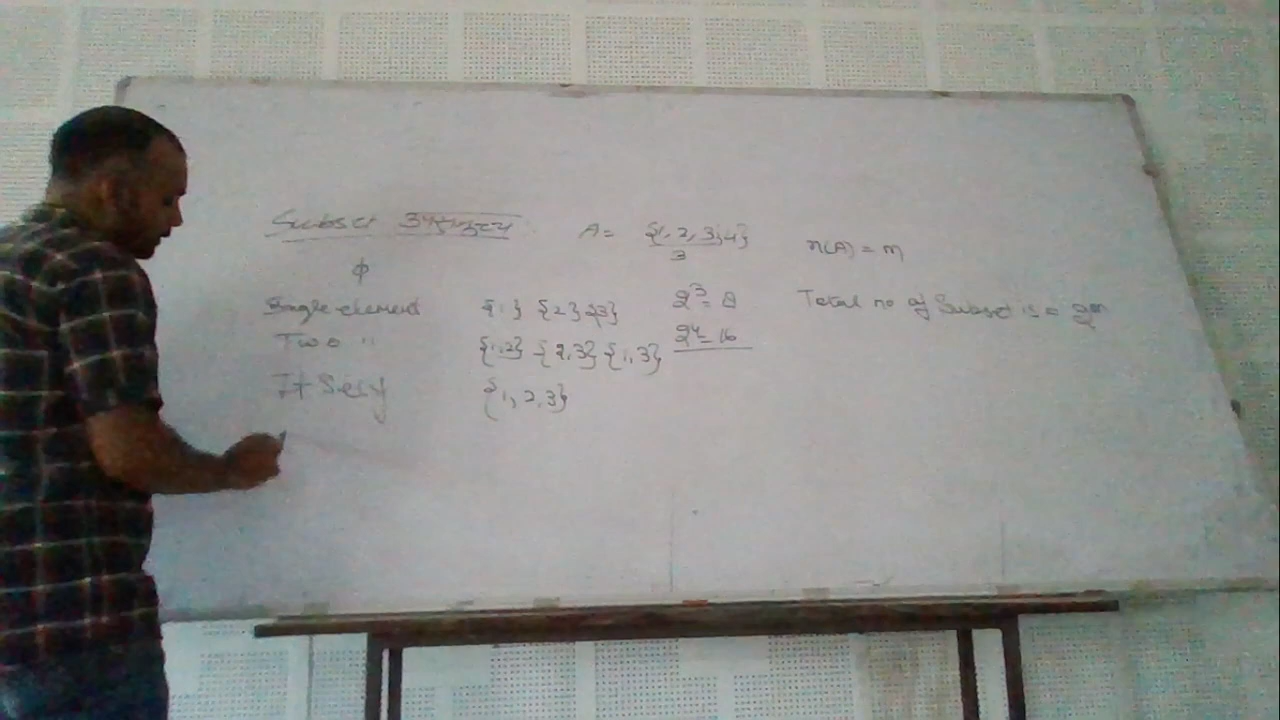 Subset उपसमुच्चय A = {1, 2, 3, 4} n(A) = m
3
ϕ
Single element {1} {2} {3} 2³ = 8 Total no of Subset is = 2ᵐ
Two " {1,2} {2,3} {1,3} 2⁴ = 16
It Self {1, 2, 3}